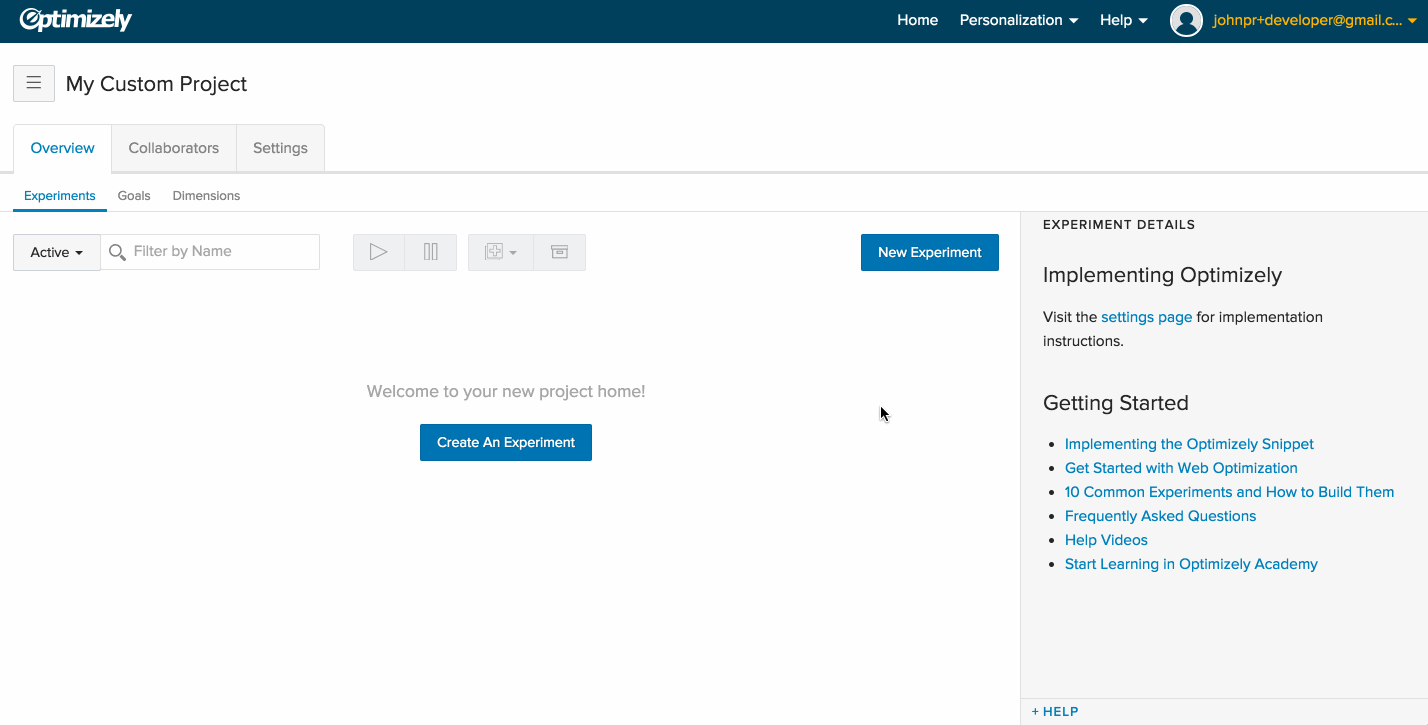 Optimizely
Home Personalization Help johnpr+developer@gmail.c...
My Custom Project
Overview Collaborators Settings
Experiments Goals Dimensions
Active Filter by Name New Experiment
Welcome to your new project home!
Create An Experiment
EXPERIMENT DETAILS
Implementing Optimizely
Visit the settings page for implementation
instructions.
Getting Started
Implementing the Optimizely Snippet
Get Started with Web Optimization
10 Common Experiments and How to Build Them
Frequently Asked Questions
Help Videos
Start Learning in Optimizely Academy
+ HELP